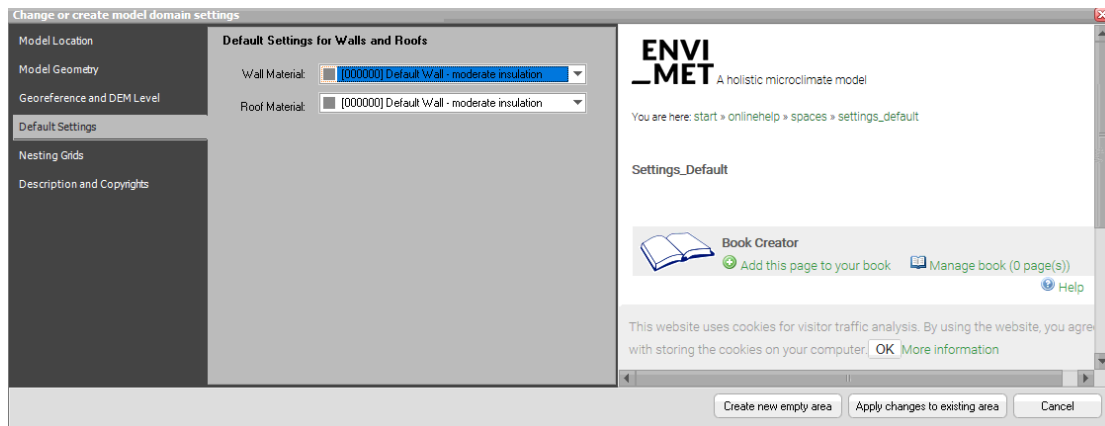 Change or create model domain settings
Model Location
Model Geometry
Georeference and DEM Level
Default Settings
Nesting Grids
Description and Copyrights
Default Settings for Walls and Roofs
Wall Material: [000000] Default Wall - moderate insulation
Roof Material: [000000] Default Wall - moderate insulation
ENVI
_MET A holistic microclimate model
You are here: start » onlinehelp » spaces » settings_default
Settings_Default
Book Creator
Add this page to your book Manage book (0 page(s))
Help
This website uses cookies for visitor traffic analysis. By using the website, you agre
with storing the cookies on your computer. OK More information
Create new empty area Apply changes to existing area Cancel